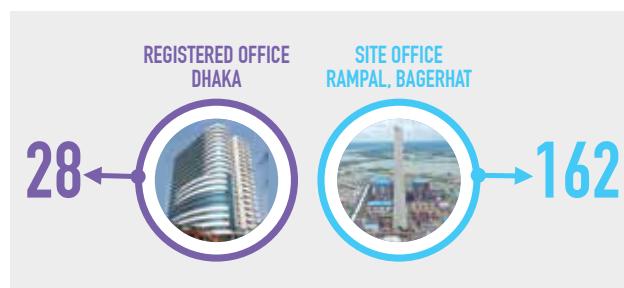 REGISTERED OFFICE
DHAKA
28
SITE OFFICE
RAMPAL, BAGERHAT
162